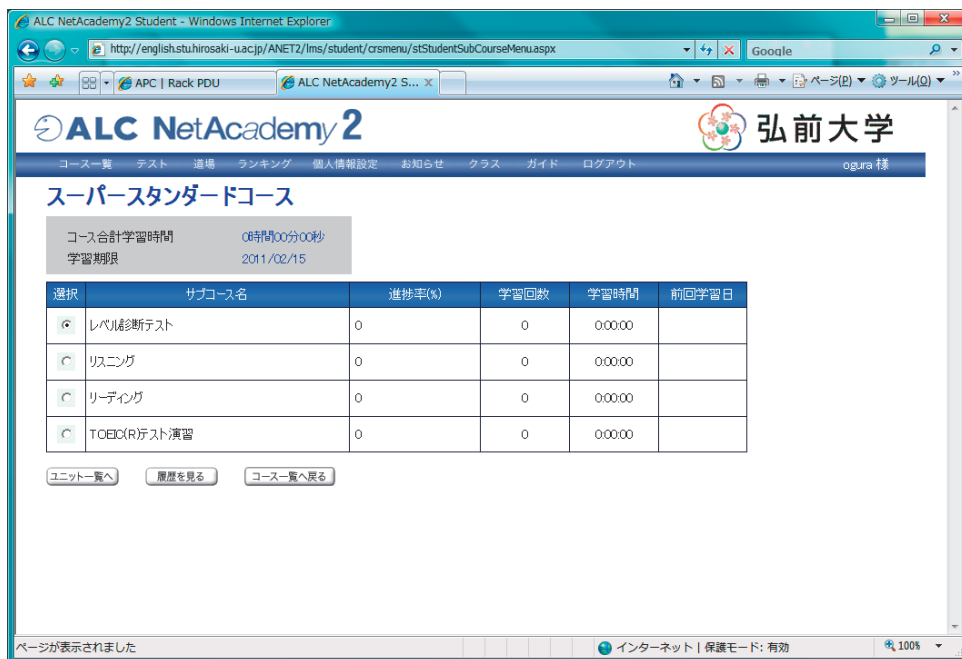 ALC NetAcademy2 Student - Windows Internet Explorer
http://english.stu.hirosaki-u.ac.jp/ANET2/lms/student/crsmenu/stStudentSubCourseMenu.aspx
Google
APC | Rack PDU
ALC NetAcademy2 S...
ページ(P)
ツール(O)
ALC NetAcademy 2
弘前大学
コース一覧 テスト 道場 ランキング 個人情報設定 お知らせ クラス ガイド ログアウト ogura 様
スーパースタンダードコース
コース合計学習時間 0時間00分00秒
学習期限 2011/02/15
選択 サブコース名 進捗率(%) 学習回数 学習時間 前回学習日
レベル診断テスト 0 0 0:00:00
リスニング 0 0 0:00:00
リーディング 0 0 0:00:00
TOEIC(R)テスト演習 0 0 0:00:00
ユニット一覧へ 履歴を見る コース一覧へ戻る
ページが表示されました
インターネット | 保護モード: 有効
100%